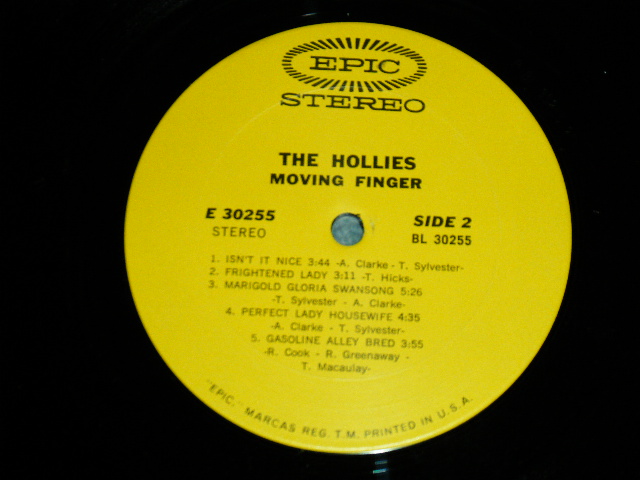 EPIC
STEREO
THE HOLLIES
MOVING FINGER
E 30255
STEREO
SIDE 2
BL 30255
1. ISN'T IT NICE 3:44 -A. Clarke - T. Sylvester-
2. FRIGHTENED LADY 3:11 -T. Hicks-
3. MARIGOLD GLORIA SWANSONG 5:26
-T. Sylvester - A. Clarke-
4. PERFECT LADY HOUSEWIFE 4:35
-A. Clarke - T. Sylvester-
5. GASOLINE ALLEY BRED 3:55
-R. Cook - R. Greenaway -
T. Macaulay-
"EPIC," MARCAS REG. T.M. PRINTED IN U.S.A.